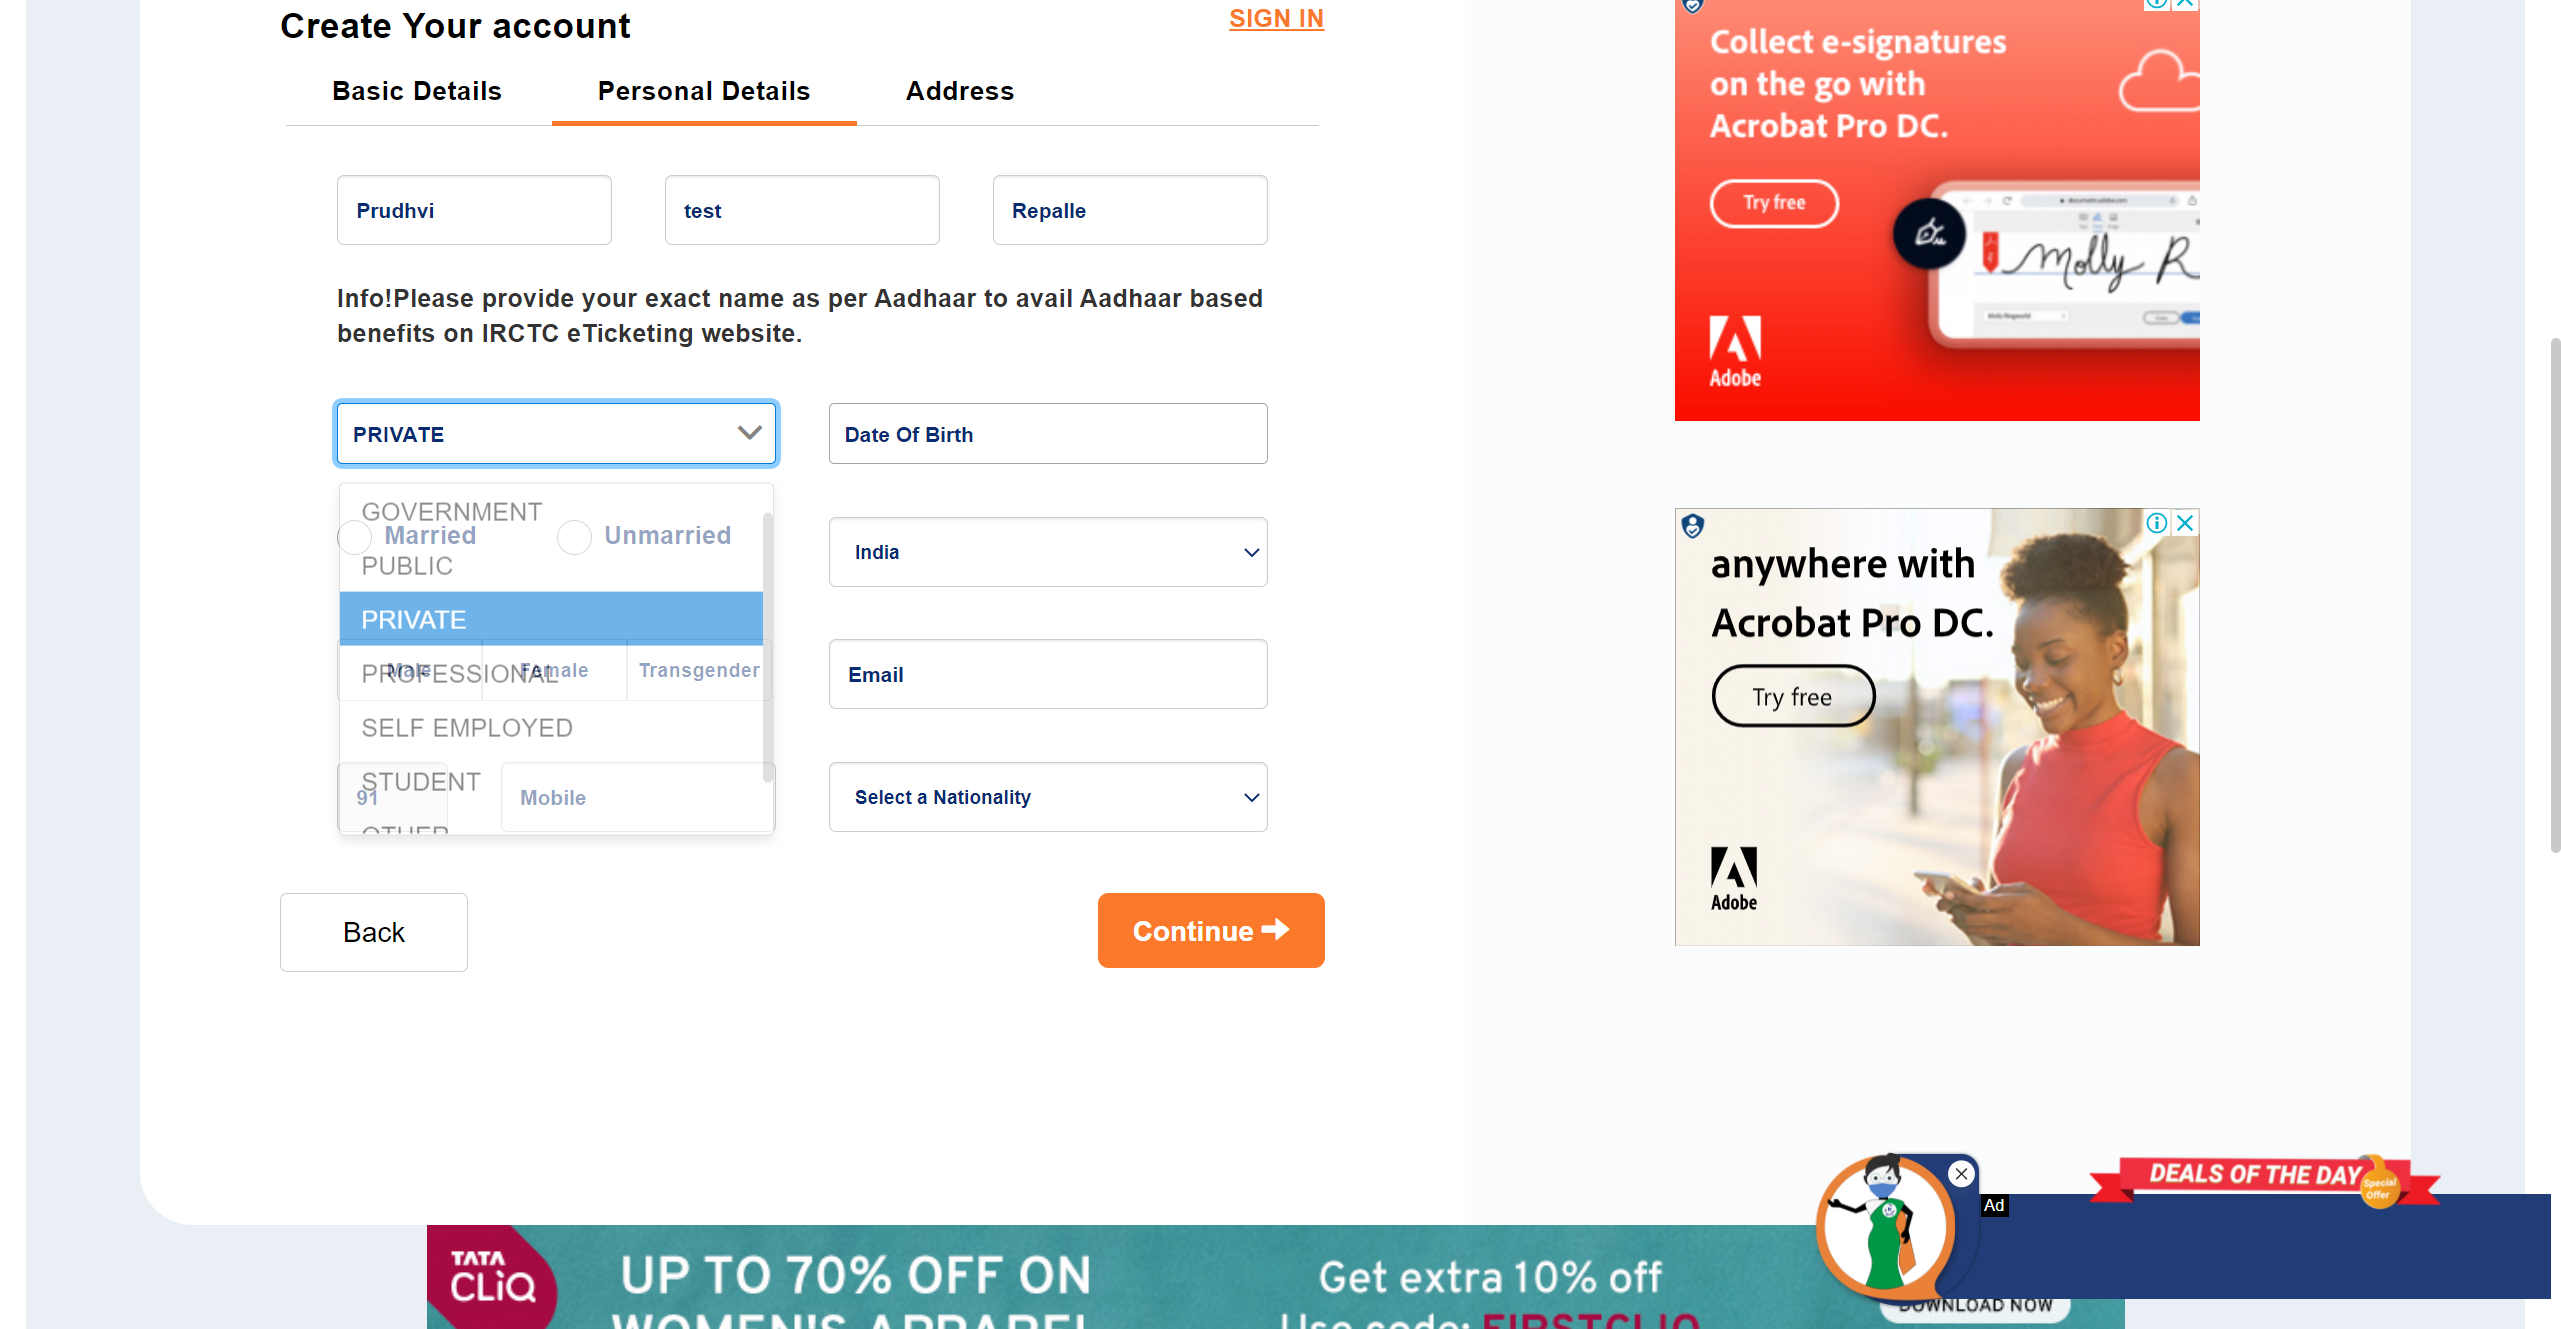 Create Your account
SIGN IN
Basic Details
Personal Details
Address
Prudhvi
test
Repalle
Info!Please provide your exact name as per Aadhaar to avail Aadhaar based
benefits on IRCTC eTicketing website.
PRIVATE
Date Of Birth
GOVERNMENT
Married
Unmarried
PUBLIC
India
PRIVATE
Male
Female
Transgender
PROFESSIONAL
Email
SELF EMPLOYED
STUDENT
91
Mobile
Select a Nationality
OTHER
Back
Continue
Collect e-signatures
on the go with
Acrobat Pro DC.
Try free
Molly R
Adobe
anywhere with
Acrobat Pro DC.
Try free
Adobe
DEALS OF THE DAY
Special
Offer
Ad
TATA
CLiQ
UP TO 70% OFF ON
WOMEN'S APPAREL
Get extra 10% off
Use code: FIRSTCLIQ
DOWNLOAD NOW